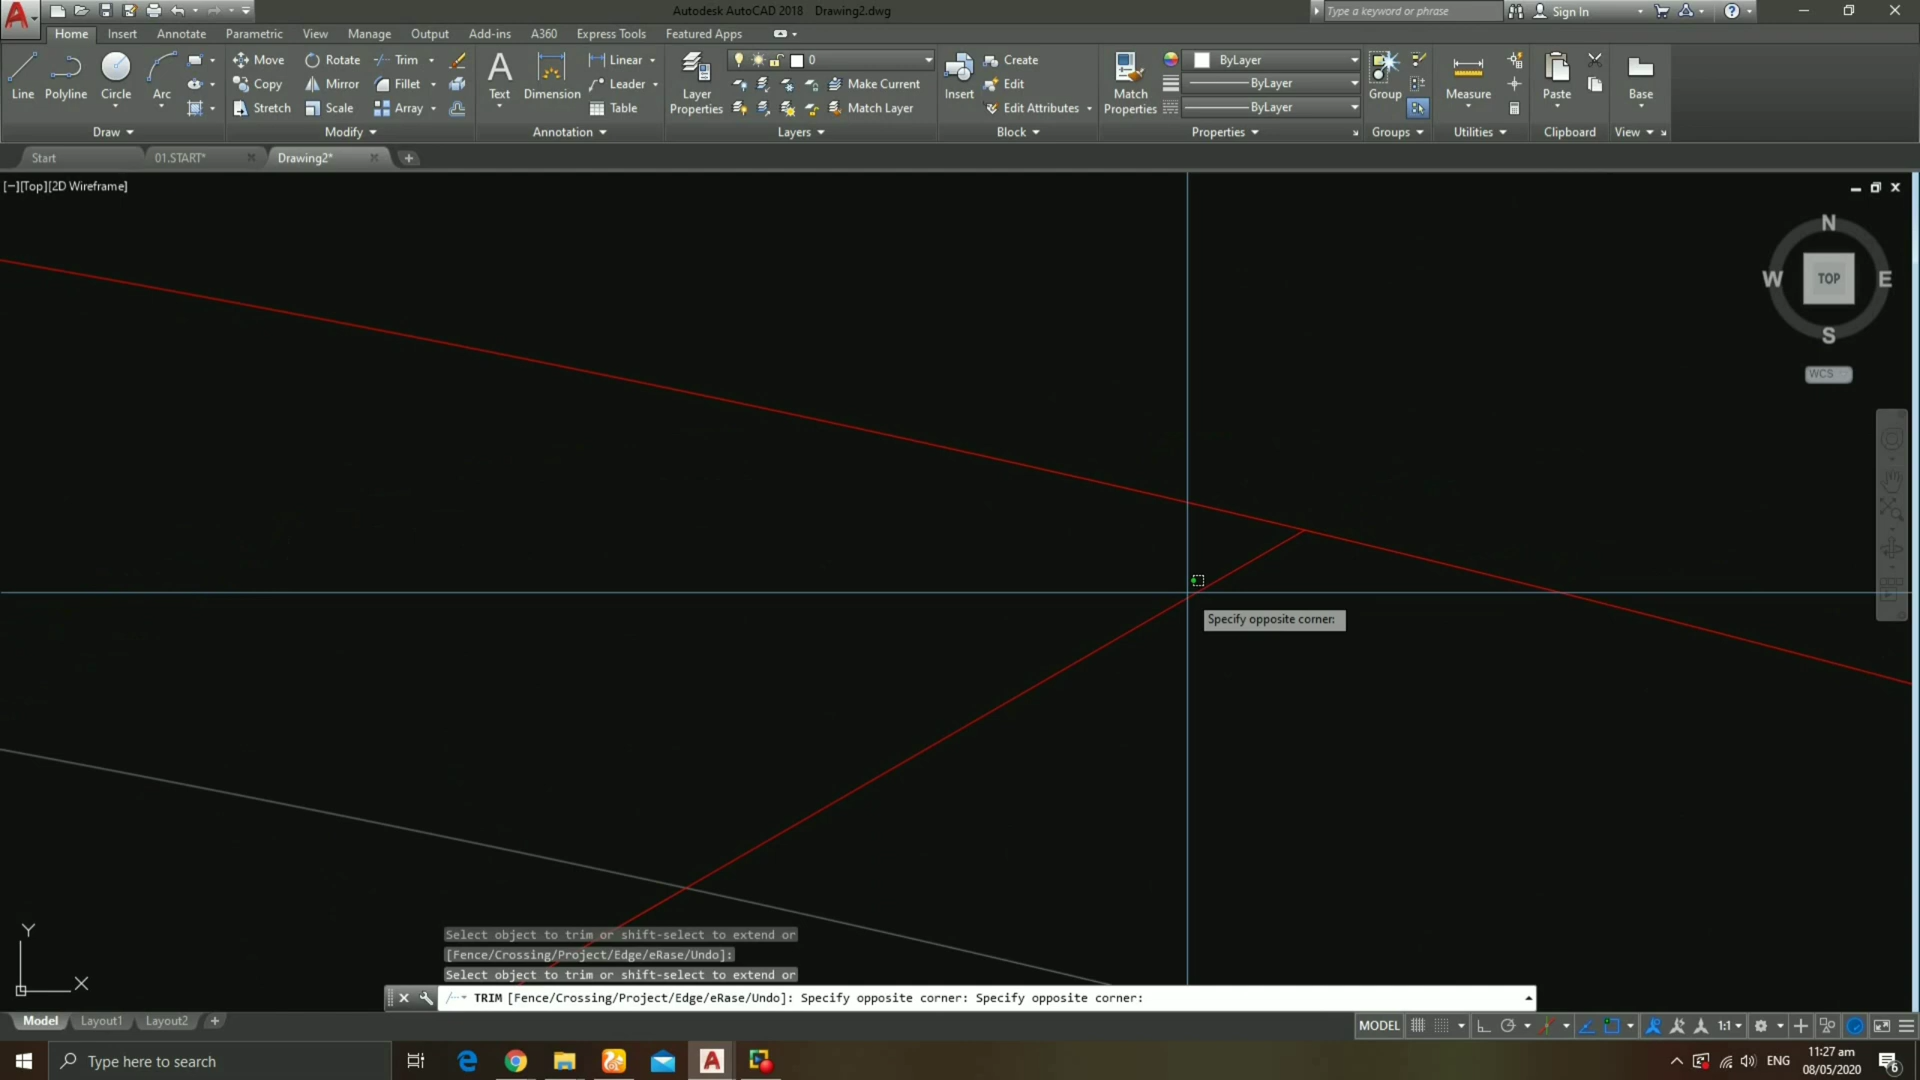 Autodesk AutoCAD 2018 Drawing2.dwg
Type a keyword or phrase
Sign In
Home Insert Annotate Parametric View Manage Output Add-ins A360 Express Tools Featured Apps
Move Rotate Trim Linear 0 Create ByLayer
Line Polyline Circle Arc Copy Mirror Fillet Text Dimension Leader Layer Properties Make Current Insert Edit Match Properties ByLayer Group Measure Paste Base
Stretch Scale Array Table Match Layer Edit Attributes ByLayer
Draw Modify Annotation Layers Block Properties Groups Utilities Clipboard View
Start 01.START* Drawing2*
[−][Top][2D Wireframe]
N
W TOP E
S
WCS
Specify opposite corner:
Y
X
Select object to trim or shift-select to extend or
[Fence/Crossing/Project/Edge/eRase/Undo]:
Select object to trim or shift-select to extend or
TRIM [Fence/Crossing/Project/Edge/eRase/Undo]: Specify opposite corner: Specify opposite corner:
Model Layout1 Layout2 +
MODEL 1:1
Type here to search
A
ENG
11:27 am
08/05/2020
6